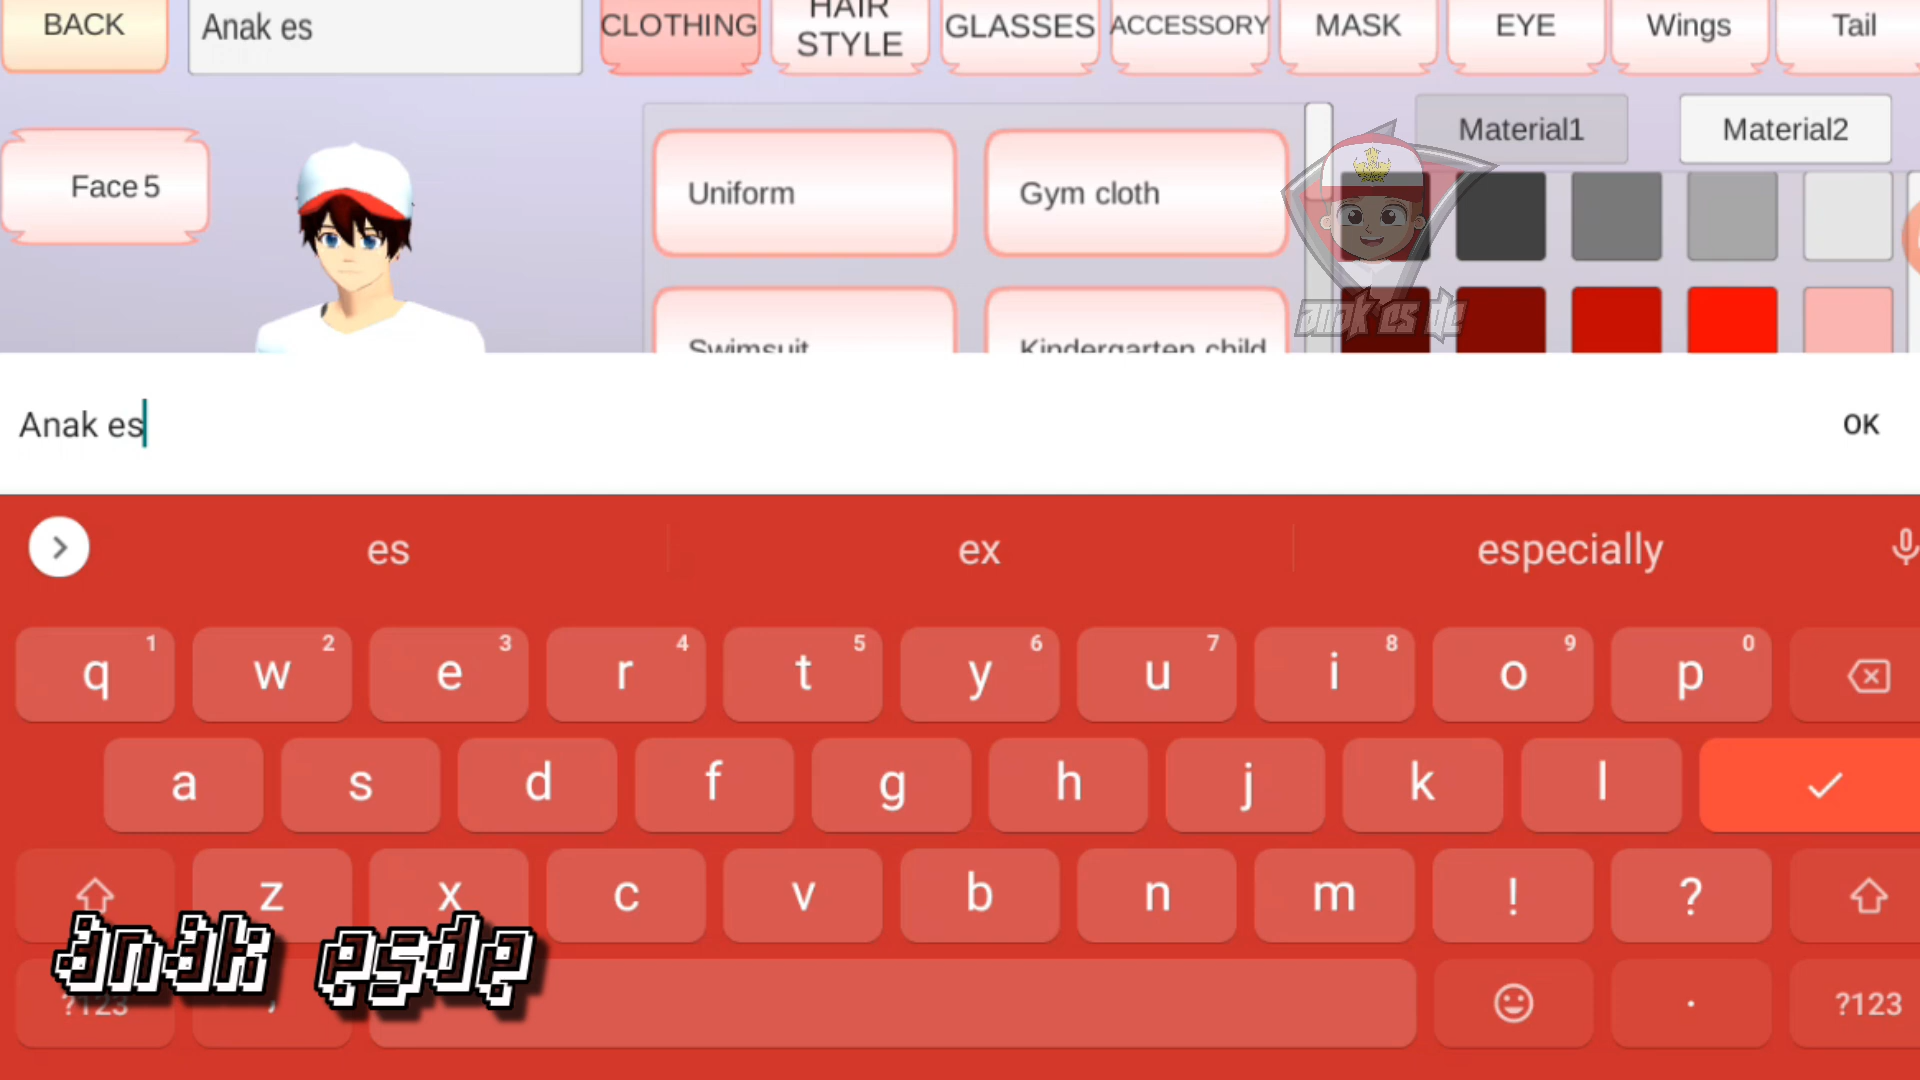 BACK
Anak es
CLOTHING
HAIR
STYLE
GLASSES
ACCESSORY
MASK
EYE
Wings
Tail
Face 5
Uniform
Gym cloth
Material1
Material2
Swimsuit
Kindergarten child
anak es de
Anak es
OK
es
ex
especially
q 1 w 2 e 3 r 4 t 5 y 6 u 7 i 8 o 9 p 0
a s d f g h j k l
z x c v b n m ! ?
anak esde
?123 , . ?123